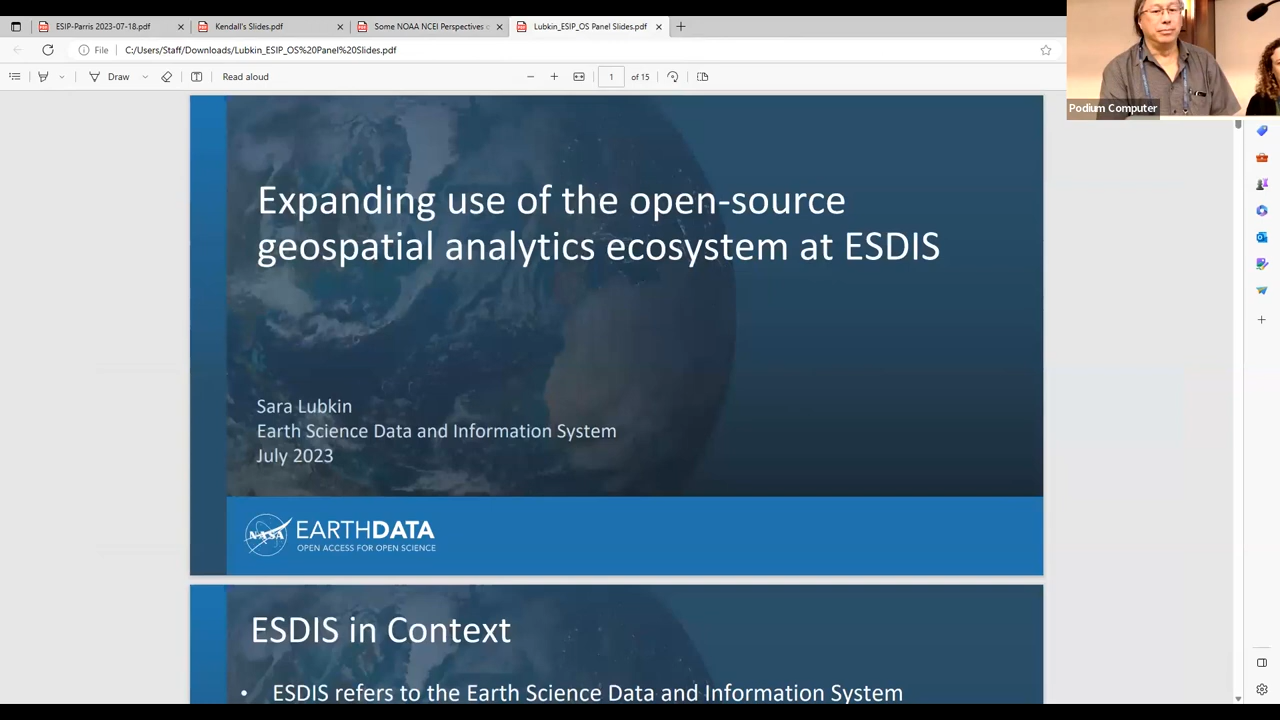 ESIP-Parris 2023-07-18.pdf
Kendall's Slides.pdf
Some NOAA NCEI Perspectives
Lubkin_ESIP_OS Panel Slides.pdf
File
C:/Users/Staff/Downloads/Lubkin_ESIP_OS%20Panel%20Slides.pdf
Draw
Read aloud
1
of 15
Podium Computer
Expanding use of the open-source
geospatial analytics ecosystem at ESDIS
Sara Lubkin
Earth Science Data and Information System
July 2023
NASA
EARTHDATA
OPEN ACCESS FOR OPEN SCIENCE
ESDIS in Context
• ESDIS refers to the Earth Science Data and Information System